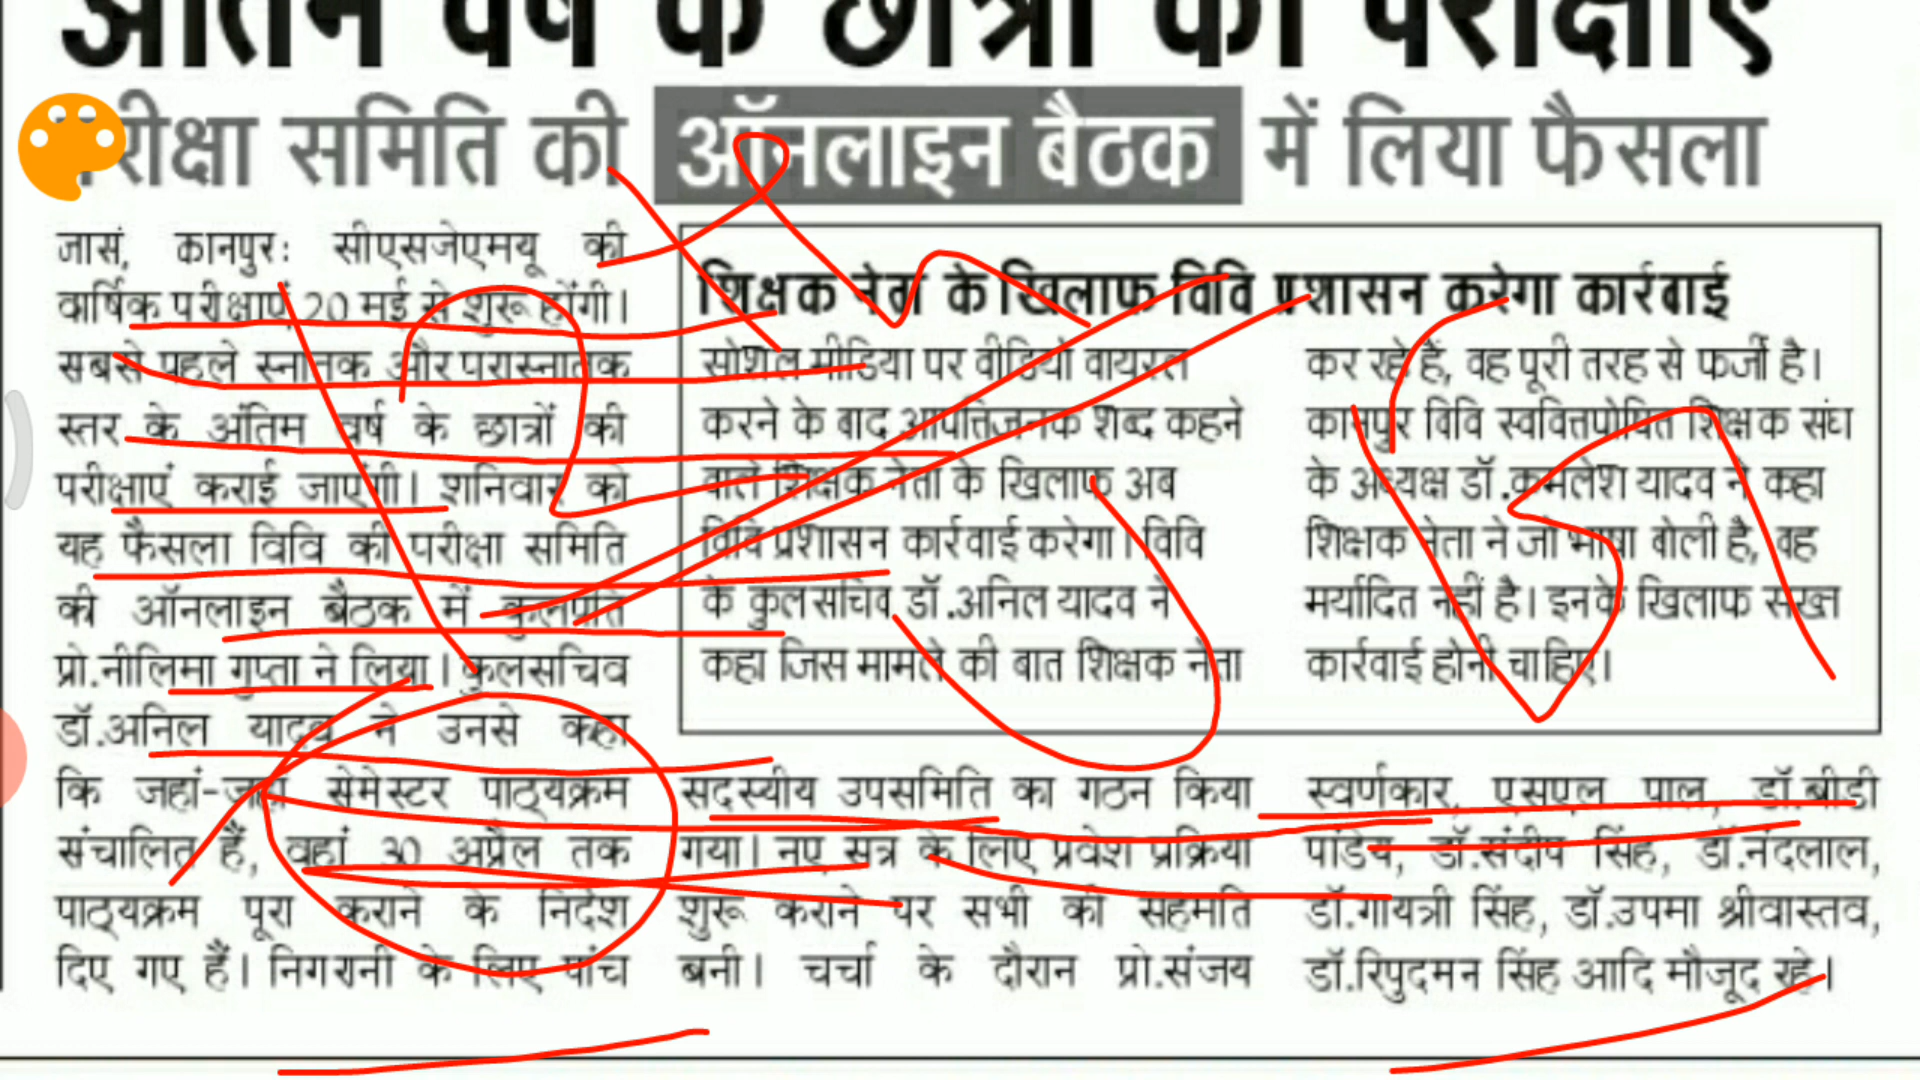 अंतिम वर्ष के छात्रों की परीक्षाएं
परीक्षा समिति की ऑनलाइन बैठक में लिया फैसला
जासं, कानपुरः सीएसजेएमयू की
वार्षिक परीक्षाएं 20 मई से शुरू होंगी।
सबसे पहले स्नातक और परास्नातक
स्तर के अंतिम वर्ष के छात्रों की
परीक्षाएं कराई जाएंगी। शनिवार को
यह फैसला विवि की परीक्षा समिति
की ऑनलाइन बैठक में कुलपति
प्रो.नीलिमा गुप्ता ने लिया। कुलसचिव
डॉ.अनिल यादव ने उनसे कहा
कि जहां-जहां सेमेस्टर पाठ्यक्रम
संचालित हैं, वहां 30 अप्रैल तक
पाठ्यक्रम पूरा कराने के निर्देश
दिए गए हैं। निगरानी के लिए पांच
शिक्षक नेता के खिलाफ विवि प्रशासन करेगा कार्रवाई
सोशल मीडिया पर वीडियो वायरल
करने के बाद आपत्तिजनक शब्द कहने
वाले शिक्षक नेता के खिलाफ अब
विवि प्रशासन कार्रवाई करेगा। विवि
के कुलसचिव डॉ.अनिल यादव ने
कहा जिस मामले की बात शिक्षक नेता
कर रहे हैं, वह पूरी तरह से फर्जी है।
कानपुर विवि स्ववित्तपोषित शिक्षक संघ
के अध्यक्ष डॉ.कमलेश यादव ने कहा
शिक्षक नेता ने जो भाषा बोली है, वह
मर्यादित नहीं है। इनके खिलाफ सख्त
कार्रवाई होनी चाहिए।
सदस्यीय उपसमिति का गठन किया
गया। नए सत्र के लिए प्रवेश प्रक्रिया
शुरू कराने पर सभी की सहमति
बनी। चर्चा के दौरान प्रो.संजय
स्वर्णकार, एसएल पाल, डॉ.बीडी
पांडेय, डॉ.संदीप सिंह, डॉ.नंदलाल,
डॉ.गायत्री सिंह, डॉ.उपमा श्रीवास्तव,
डॉ.रिपुदमन सिंह आदि मौजूद रहे।